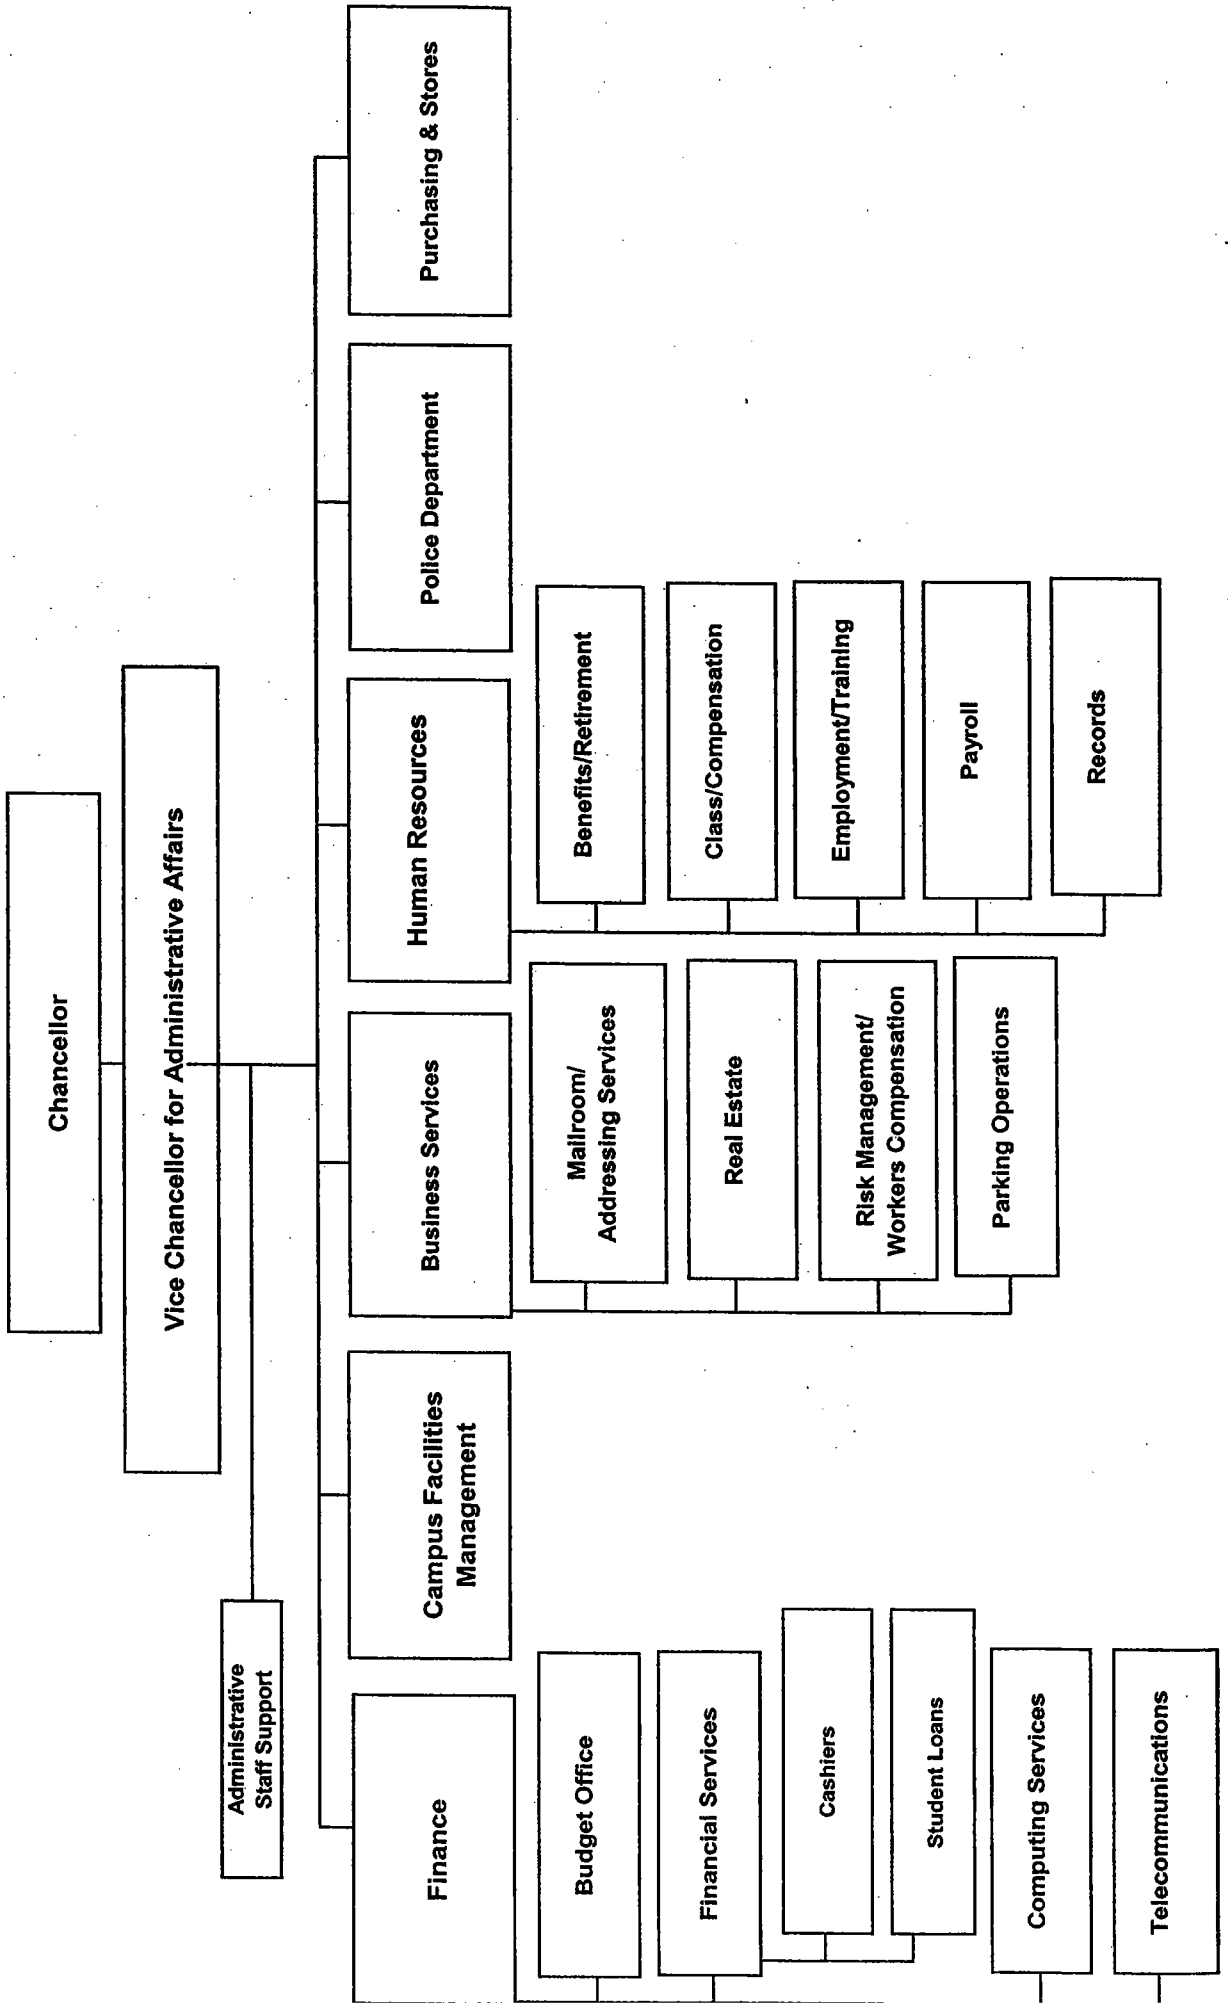 Chancellor
Vice Chancellor for Administrative Affairs
Administrative
Staff Support
Finance
Campus Facilities
Management
Business Services
Human Resources
Police Department
Purchasing & Stores
Budget Office
Financial Services
Cashiers
Student Loans
Computing Services
Telecommunications
Mailroom/
Addressing Services
Real Estate
Risk Management/
Workers Compensation
Parking Operations
Benefits/Retirement
Class/Compensation
Employment/Training
Payroll
Records